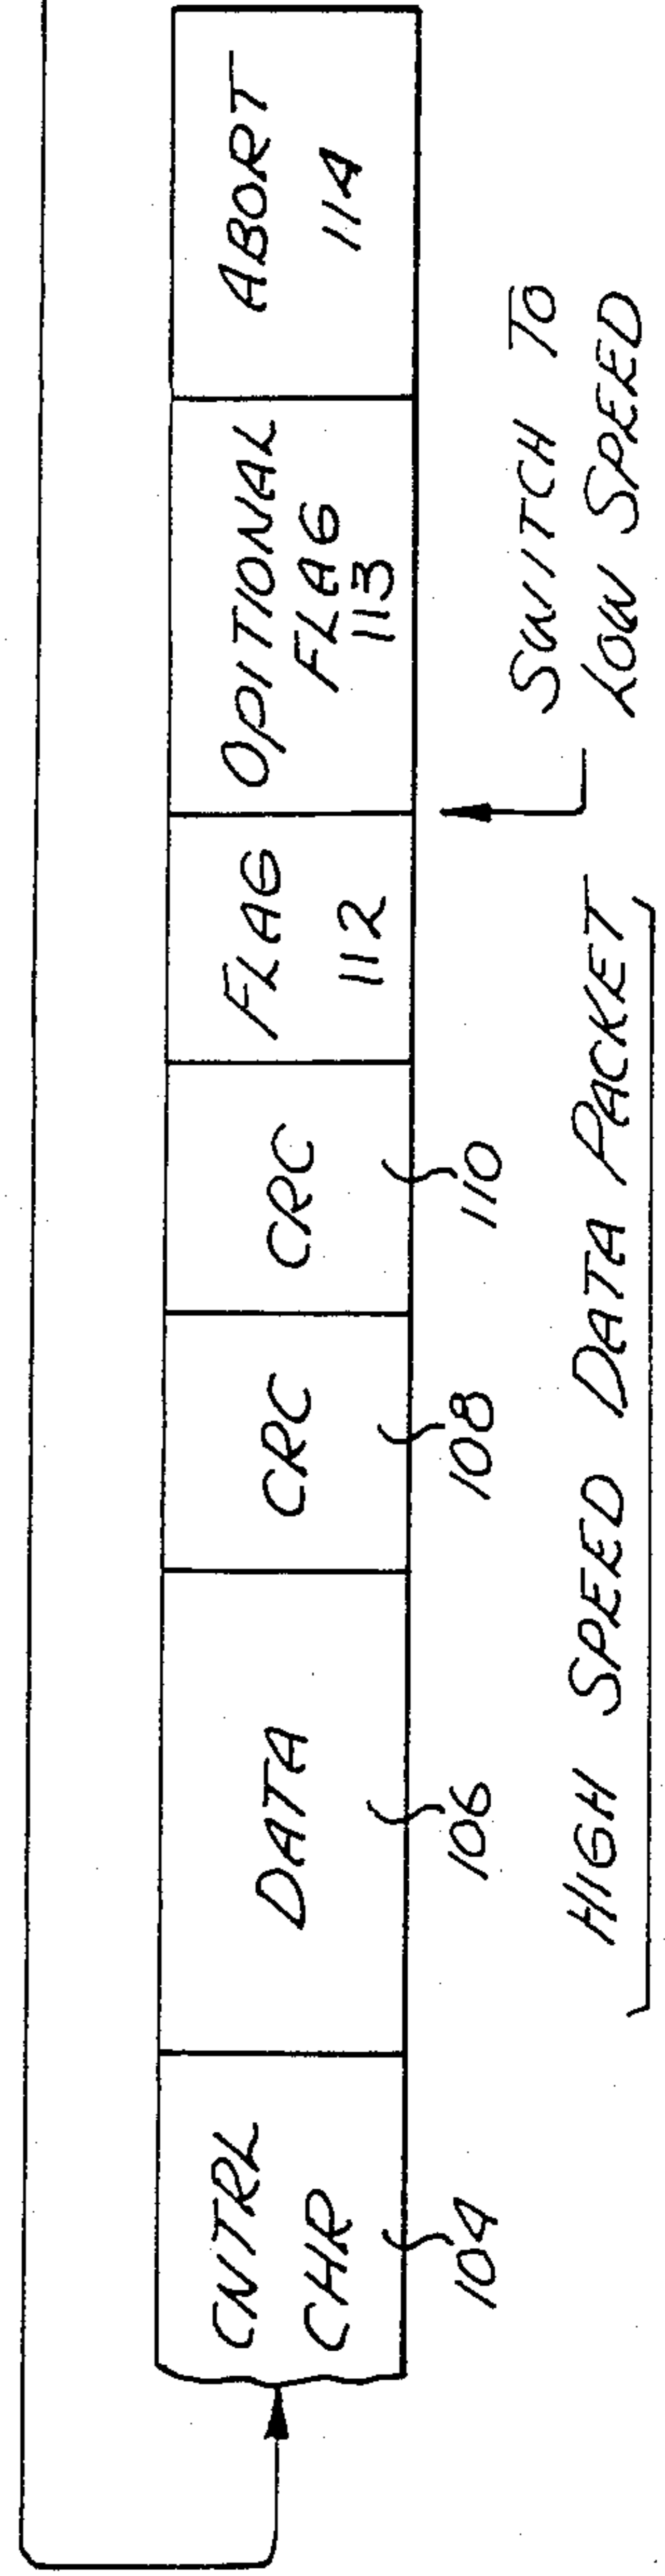 CNTRL
CHR
104
DATA
106
CRC
108
CRC
110
FLAG
112
OPITIONAL
FLAG
113
ABORT
114
HIGH SPEED DATA PACKET
SWITCH TO
LOW SPEED